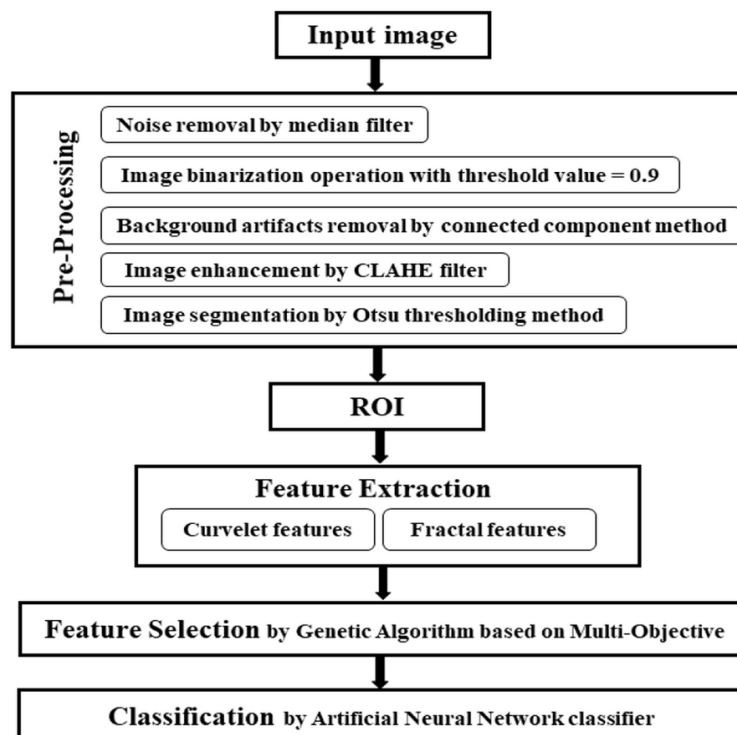 Input image
Pre-Processing
Noise removal by median filter
Image binarization operation with threshold value = 0.9
Background artifacts removal by connected component method
Image enhancement by CLAHE filter
Image segmentation by Otsu thresholding method
ROI
Feature Extraction
Curvelet features
Fractal features
Feature Selection by Genetic Algorithm based on Multi-Objective
Classification by Artificial Neural Network classifier